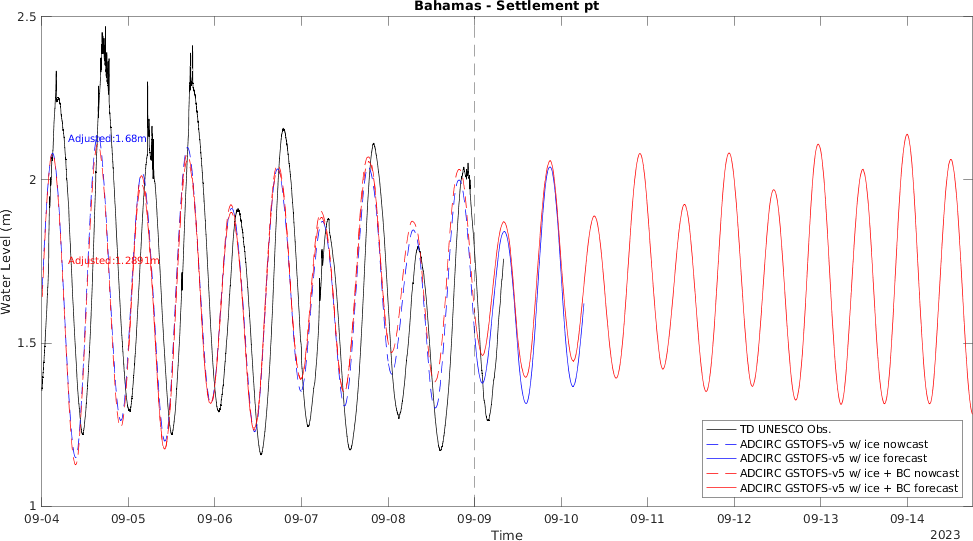 Bahamas - Settlement pt
2.5
2
1.5
1
Water Level (m)
Adjusted:1.68m
Adjusted:1.2891m
TD UNESCO Obs.
ADCIRC GSTOFS-v5 w/ ice nowcast
ADCIRC GSTOFS-v5 w/ ice forecast
ADCIRC GSTOFS-v5 w/ ice + BC nowcast
ADCIRC GSTOFS-v5 w/ ice + BC forecast
09-04 09-05 09-06 09-07 09-08 09-09 09-10 09-11 09-12 09-13 09-14
Time
2023